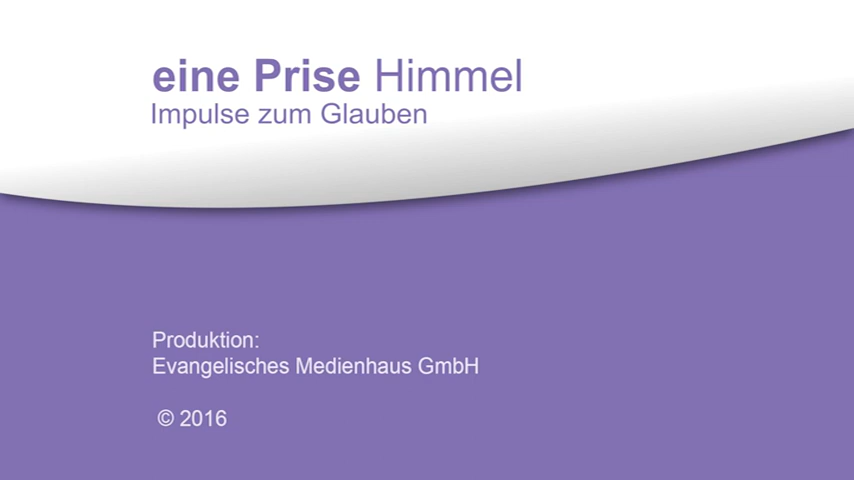 eine Prise Himmel
Impulse zum Glauben
Produktion:
Evangelisches Medienhaus GmbH
© 2016